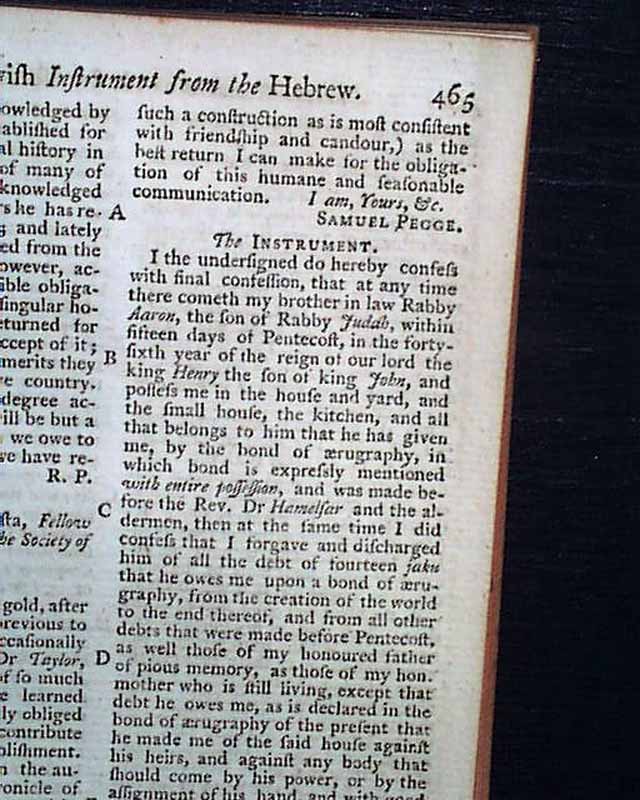 wiſh Inſtrument from the Hebrew. 465
owledged by
abliſhed for
al hiſtory in
of many of
knowledged
s he has re-
and lately
ed from the
owever, ac-
ible obliga-
ſingular ho-
eturned for
ccept of it;
merits they
e country.
degree ac-
ill be but a
we owe to
we have re-
R. P.
ſta, Fellow
he Society of
gold, after
previous to
ccaſionally
Dr Taylor,
of ſo much
e learned
ly obliged
contribute
bliſhment.
n the au-
ronicle of
A
B
C
D
ſuch a conſtruction as is moſt conſiſtent
with friendſhip and candour,) as the
beſt return I can make for the obliga-
tion of this humane and ſeaſonable
communication. I am, Yours, &c.
SAMUEL PEGGE.
The INSTRUMENT.
I the underſigned do hereby confeſs
with final confeſſion, that at any time
there cometh my brother in law Rabby
Aaron, the ſon of Rabby Judah, within
fifteen days of Pentecoſt, in the forty-
ſixth year of the reign of our lord the
king Henry the ſon of king John, and
poſſeſs me in the houſe and yard, and
the ſmall houſe, the kitchen, and all
that belongs to him that he has given
me, by the bond of ærugraphy, in
which bond is expreſsly mentioned
with entire poſſeſſion, and was made be-
fore the Rev. Dr Hamelſar and the al-
dermen, then at the ſame time I did
confeſs that I forgave and diſcharged
him of all the debt of fourteen jaku
that he owes me upon a bond of æru-
graphy, from the creation of the world
to the end thereof, and from all other
debts that were made before Pentecoſt,
as well thoſe of my honoured father
of pious memory, as thoſe of my hon.
mother who is ſtill living, except that
debt he owes me, as is declared in the
bond of ærugraphy of the preſent that
he made me of the ſaid houſe againſt
his heirs, and againſt any body that
ſhould come by his power, or by the
aſſignment of his hand, and with good